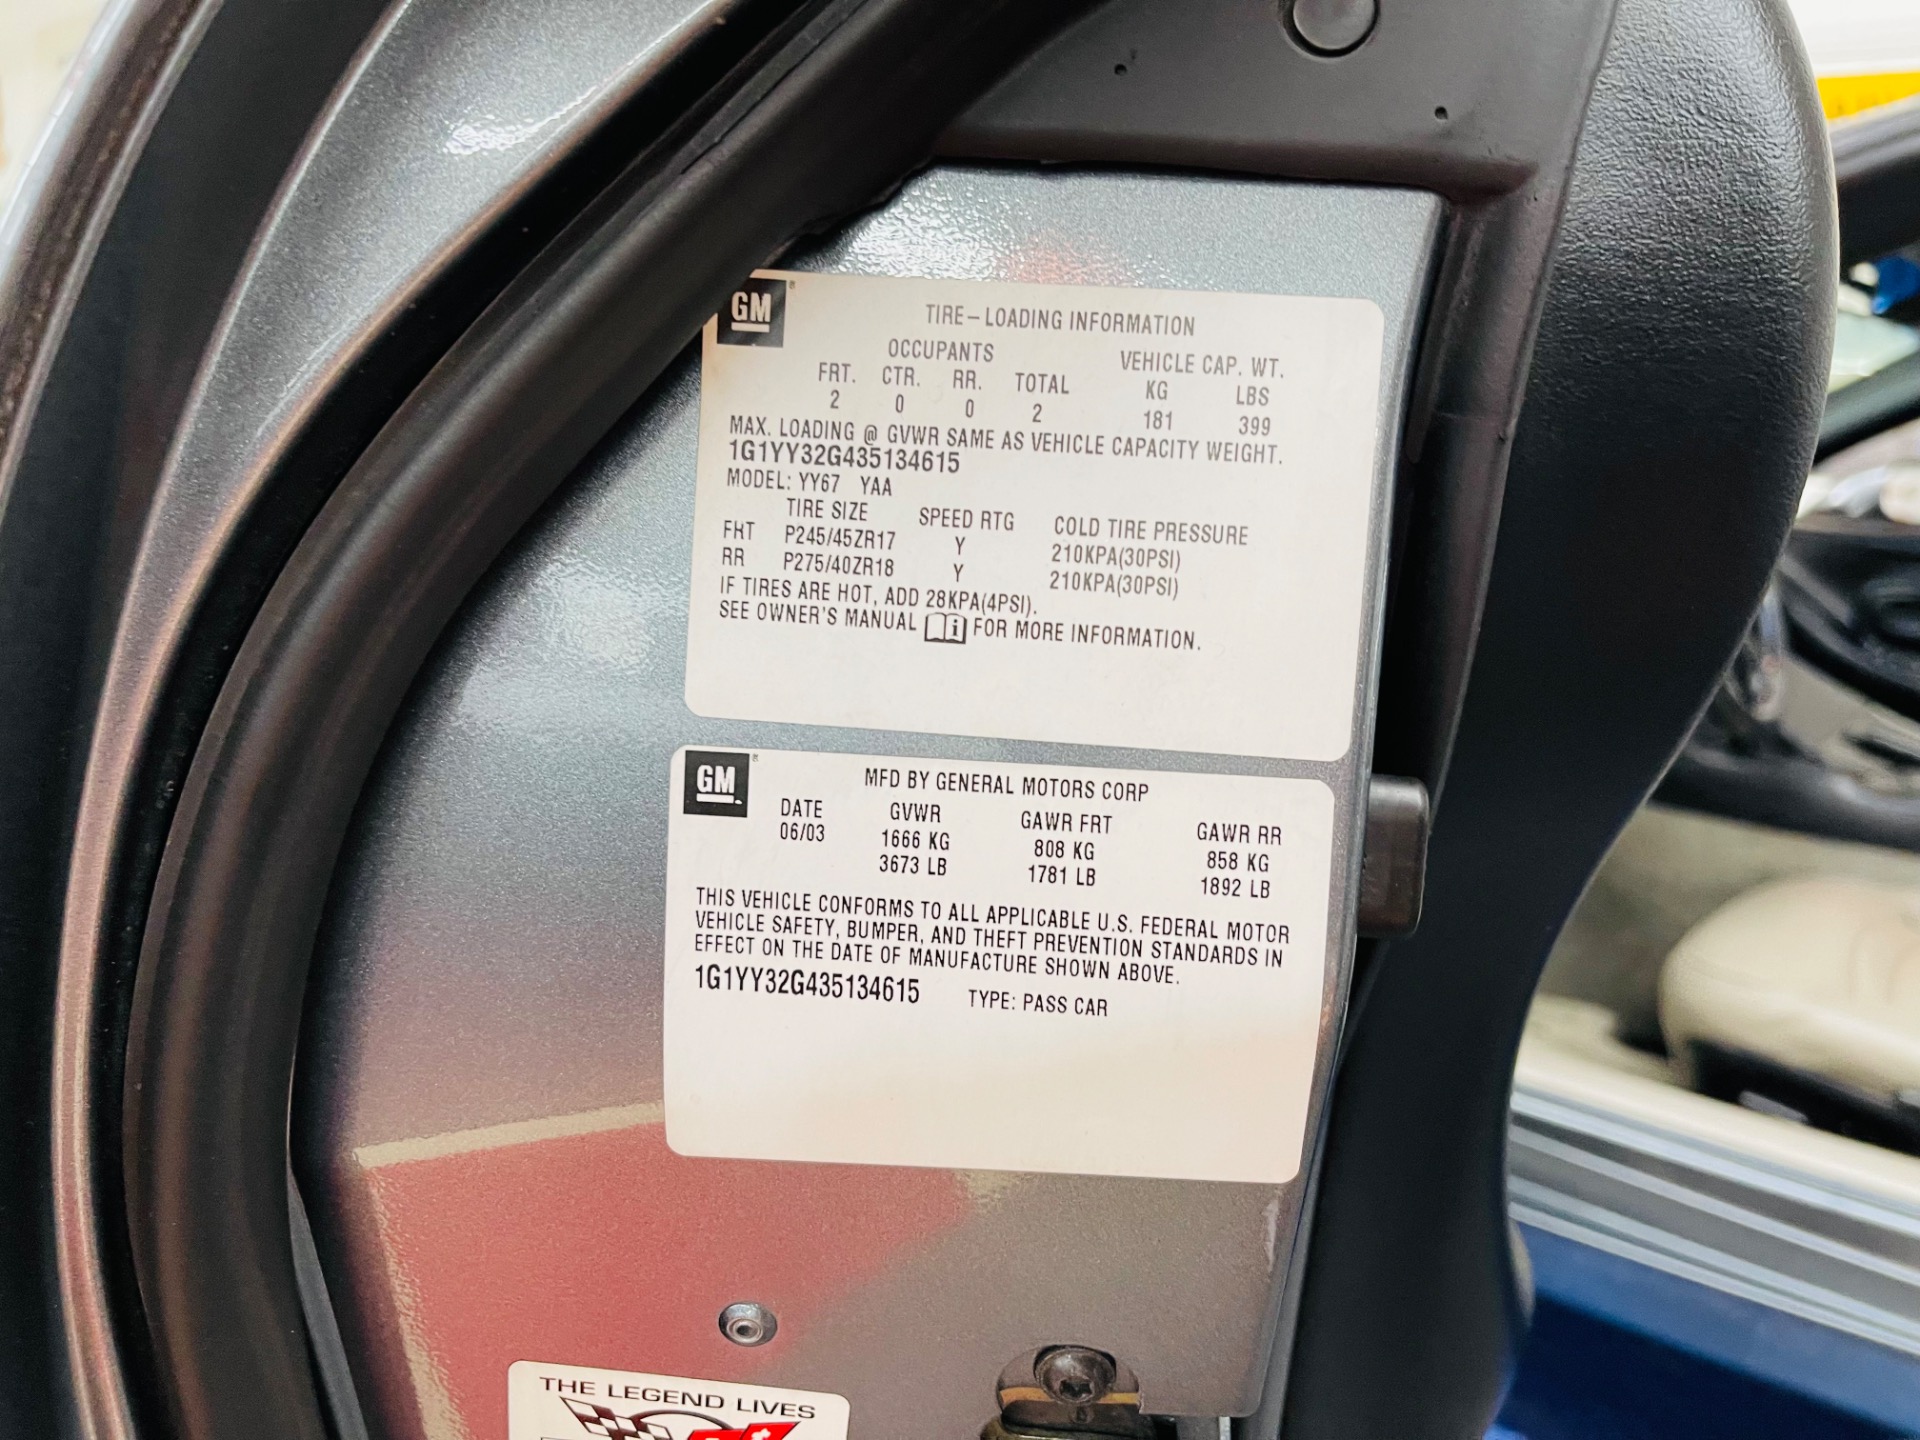 GM
TIRE-LOADING INFORMATION
OCCUPANTS VEHICLE CAP. WT.
FRT. CTR. RR. TOTAL KG LBS
2 0 0 2 181 399
MAX. LOADING @ GVWR SAME AS VEHICLE CAPACITY WEIGHT.
1G1YY32G435134615
MODEL: YY67 YAA
TIRE SIZE SPEED RTG COLD TIRE PRESSURE
FHT P245/45ZR17 Y 210KPA(30PSI)
RR P275/40ZR18 Y 210KPA(30PSI)
IF TIRES ARE HOT, ADD 28KPA(4PSI).
SEE OWNER'S MANUAL i FOR MORE INFORMATION.
GM
MFD BY GENERAL MOTORS CORP
DATE GVWR GAWR FRT GAWR RR
06/03 1666 KG 808 KG 858 KG
3673 LB 1781 LB 1892 LB
THIS VEHICLE CONFORMS TO ALL APPLICABLE U.S. FEDERAL MOTOR
VEHICLE SAFETY, BUMPER, AND THEFT PREVENTION STANDARDS IN
EFFECT ON THE DATE OF MANUFACTURE SHOWN ABOVE.
1G1YY32G435134615 TYPE: PASS CAR
THE LEGEND LIVES